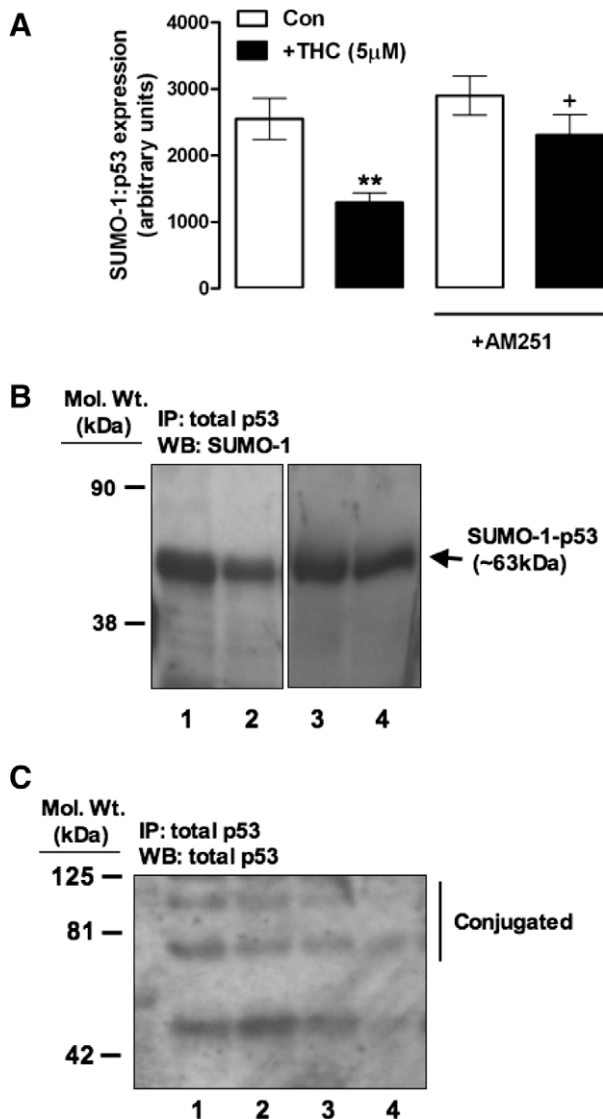 A
SUMO-1:p53 expression
(arbitrary units)
4000
3000
2000
1000
0
Con
+THC (5µM)
**
+
+AM251
B
Mol. Wt.
(kDa)
IP: total p53
WB: SUMO-1
90
38
SUMO-1-p53
(~63kDa)
1 2 3 4
C
Mol. Wt.
(kDa)
IP: total p53
WB: total p53
125
81
42
Conjugated
1 2 3 4